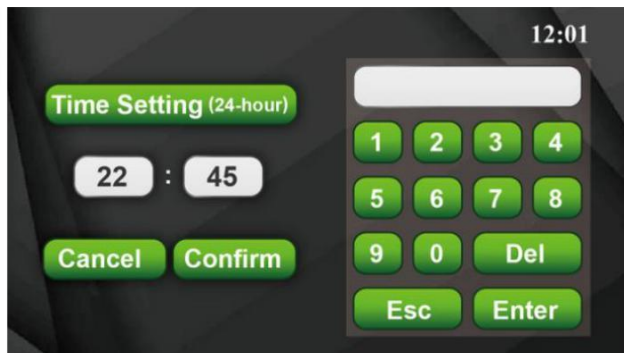 12:01
Time Setting (24-hour)
22 : 45
Cancel Confirm
1 2 3 4
5 6 7 8
9 0 Del
Esc Enter